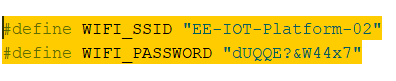 #define WIFI_SSID "EE-IOT-Platform-02"
#define WIFI_PASSWORD "dUQQE?&W44x7"